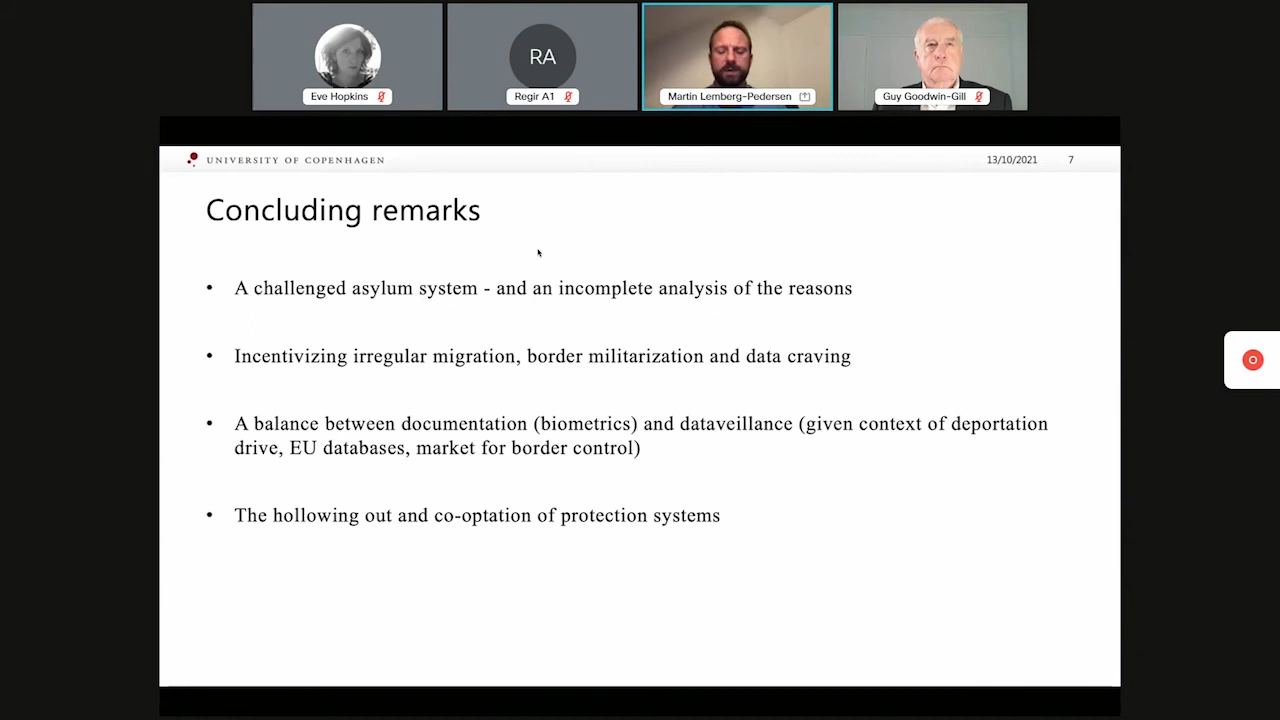 RA
Eve Hopkins
Regir A1
Martin Lemberg-Pedersen
Guy Goodwin-Gill
UNIVERSITY OF COPENHAGEN
13/10/2021
7
Concluding remarks
• A challenged asylum system - and an incomplete analysis of the reasons
• Incentivizing irregular migration, border militarization and data craving
• A balance between documentation (biometrics) and dataveillance (given context of deportation
drive, EU databases, market for border control)
• The hollowing out and co-optation of protection systems